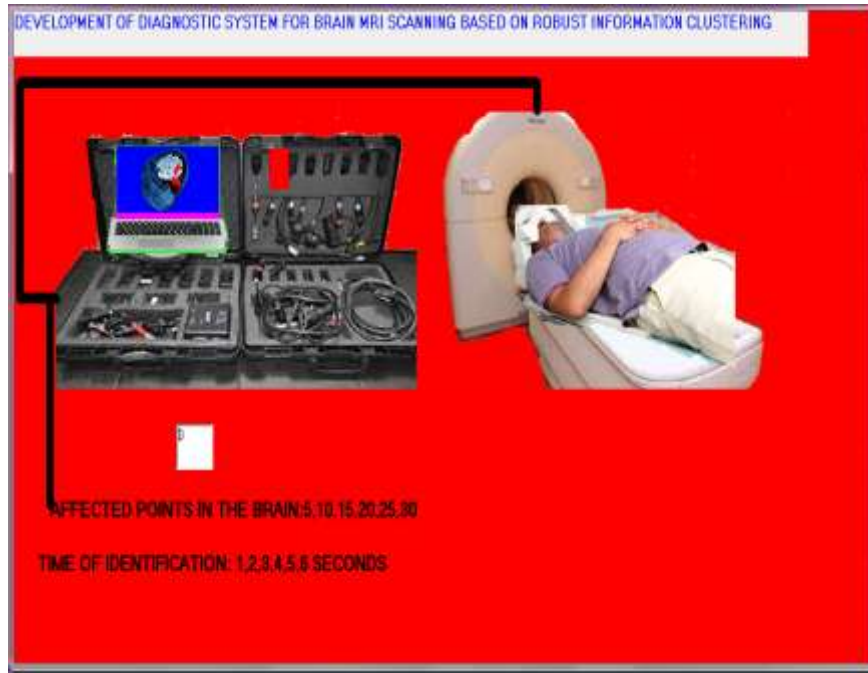 DEVELOPMENT OF DIAGNOSTIC SYSTEM FOR BRAIN MRI SCANNING BASED ON ROBUST INFORMATION CLUSTERING
AFFECTED POINTS IN THE BRAIN:5,10,15,20,25,30
TIME OF IDENTIFICATION: 1,2,3,4,5,6 SECONDS